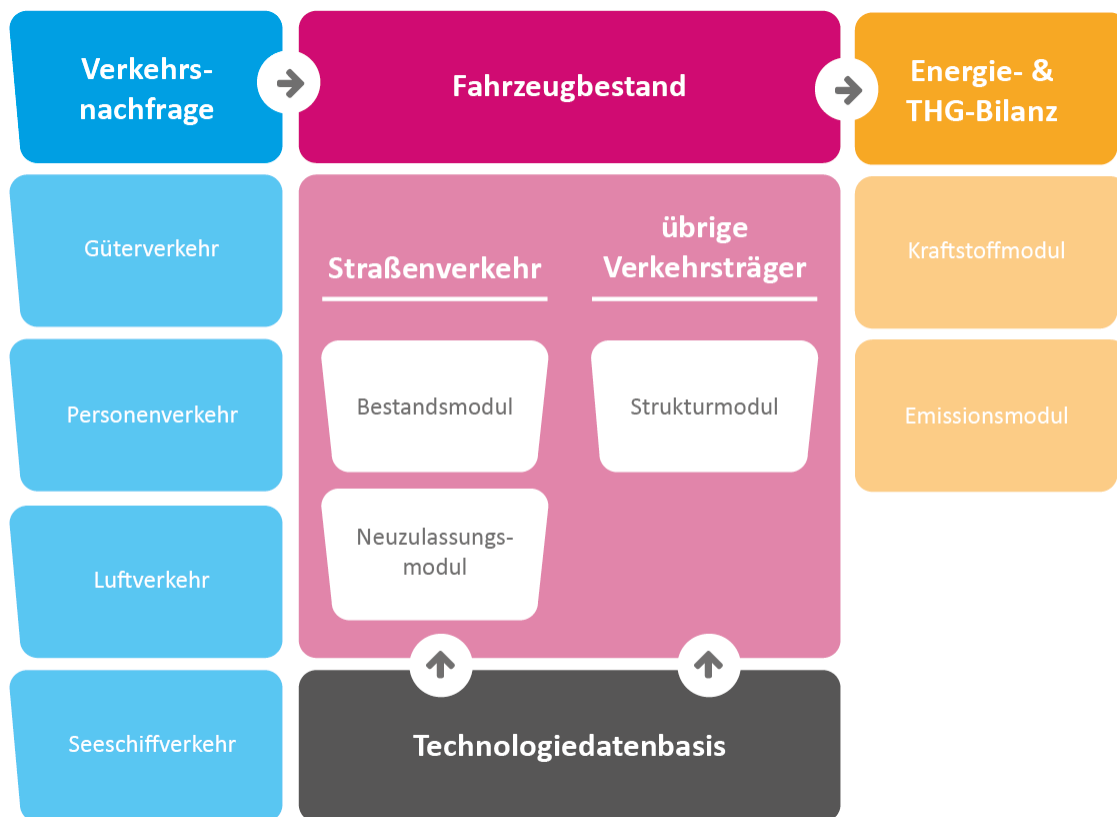 Verkehrs-
nachfrage
Fahrzeugbestand
Energie- &
THG-Bilanz
Güterverkehr
Personenverkehr
Luftverkehr
Seeschiffverkehr
Straßenverkehr
Bestandsmodul
Neuzulassungs-
modul
übrige
Verkehrsträger
Strukturmodul
Technologiedatenbasis
Kraftstoffmodul
Emissionsmodul